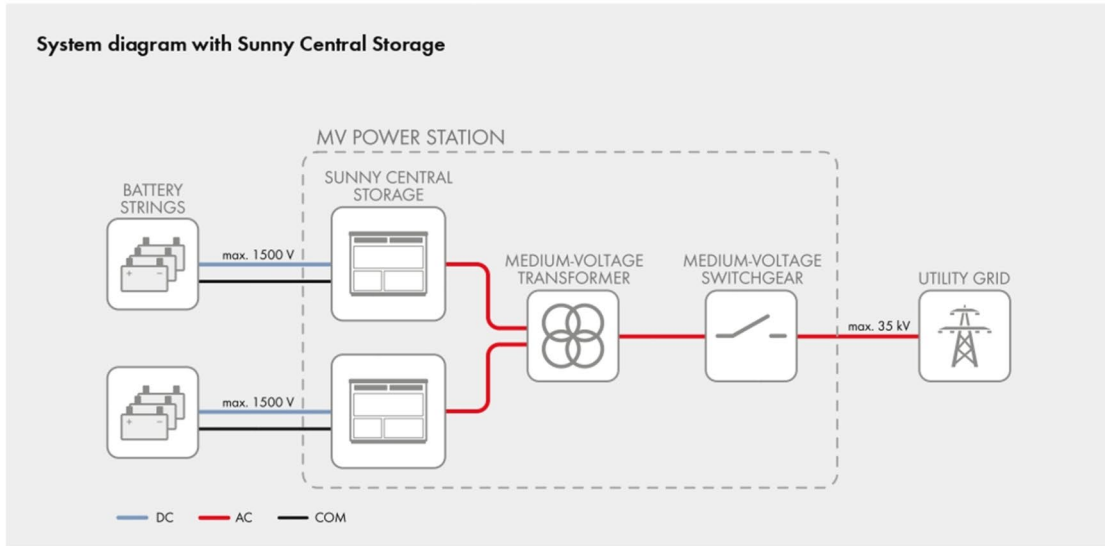 System diagram with Sunny Central Storage
MV POWER STATION
BATTERY
STRINGS
SUNNY CENTRAL
STORAGE
max. 1500 V
MEDIUM-VOLTAGE
TRANSFORMER
MEDIUM-VOLTAGE
SWITCHGEAR
UTILITY GRID
max. 35 kV
max. 1500 V
DC
AC
COM